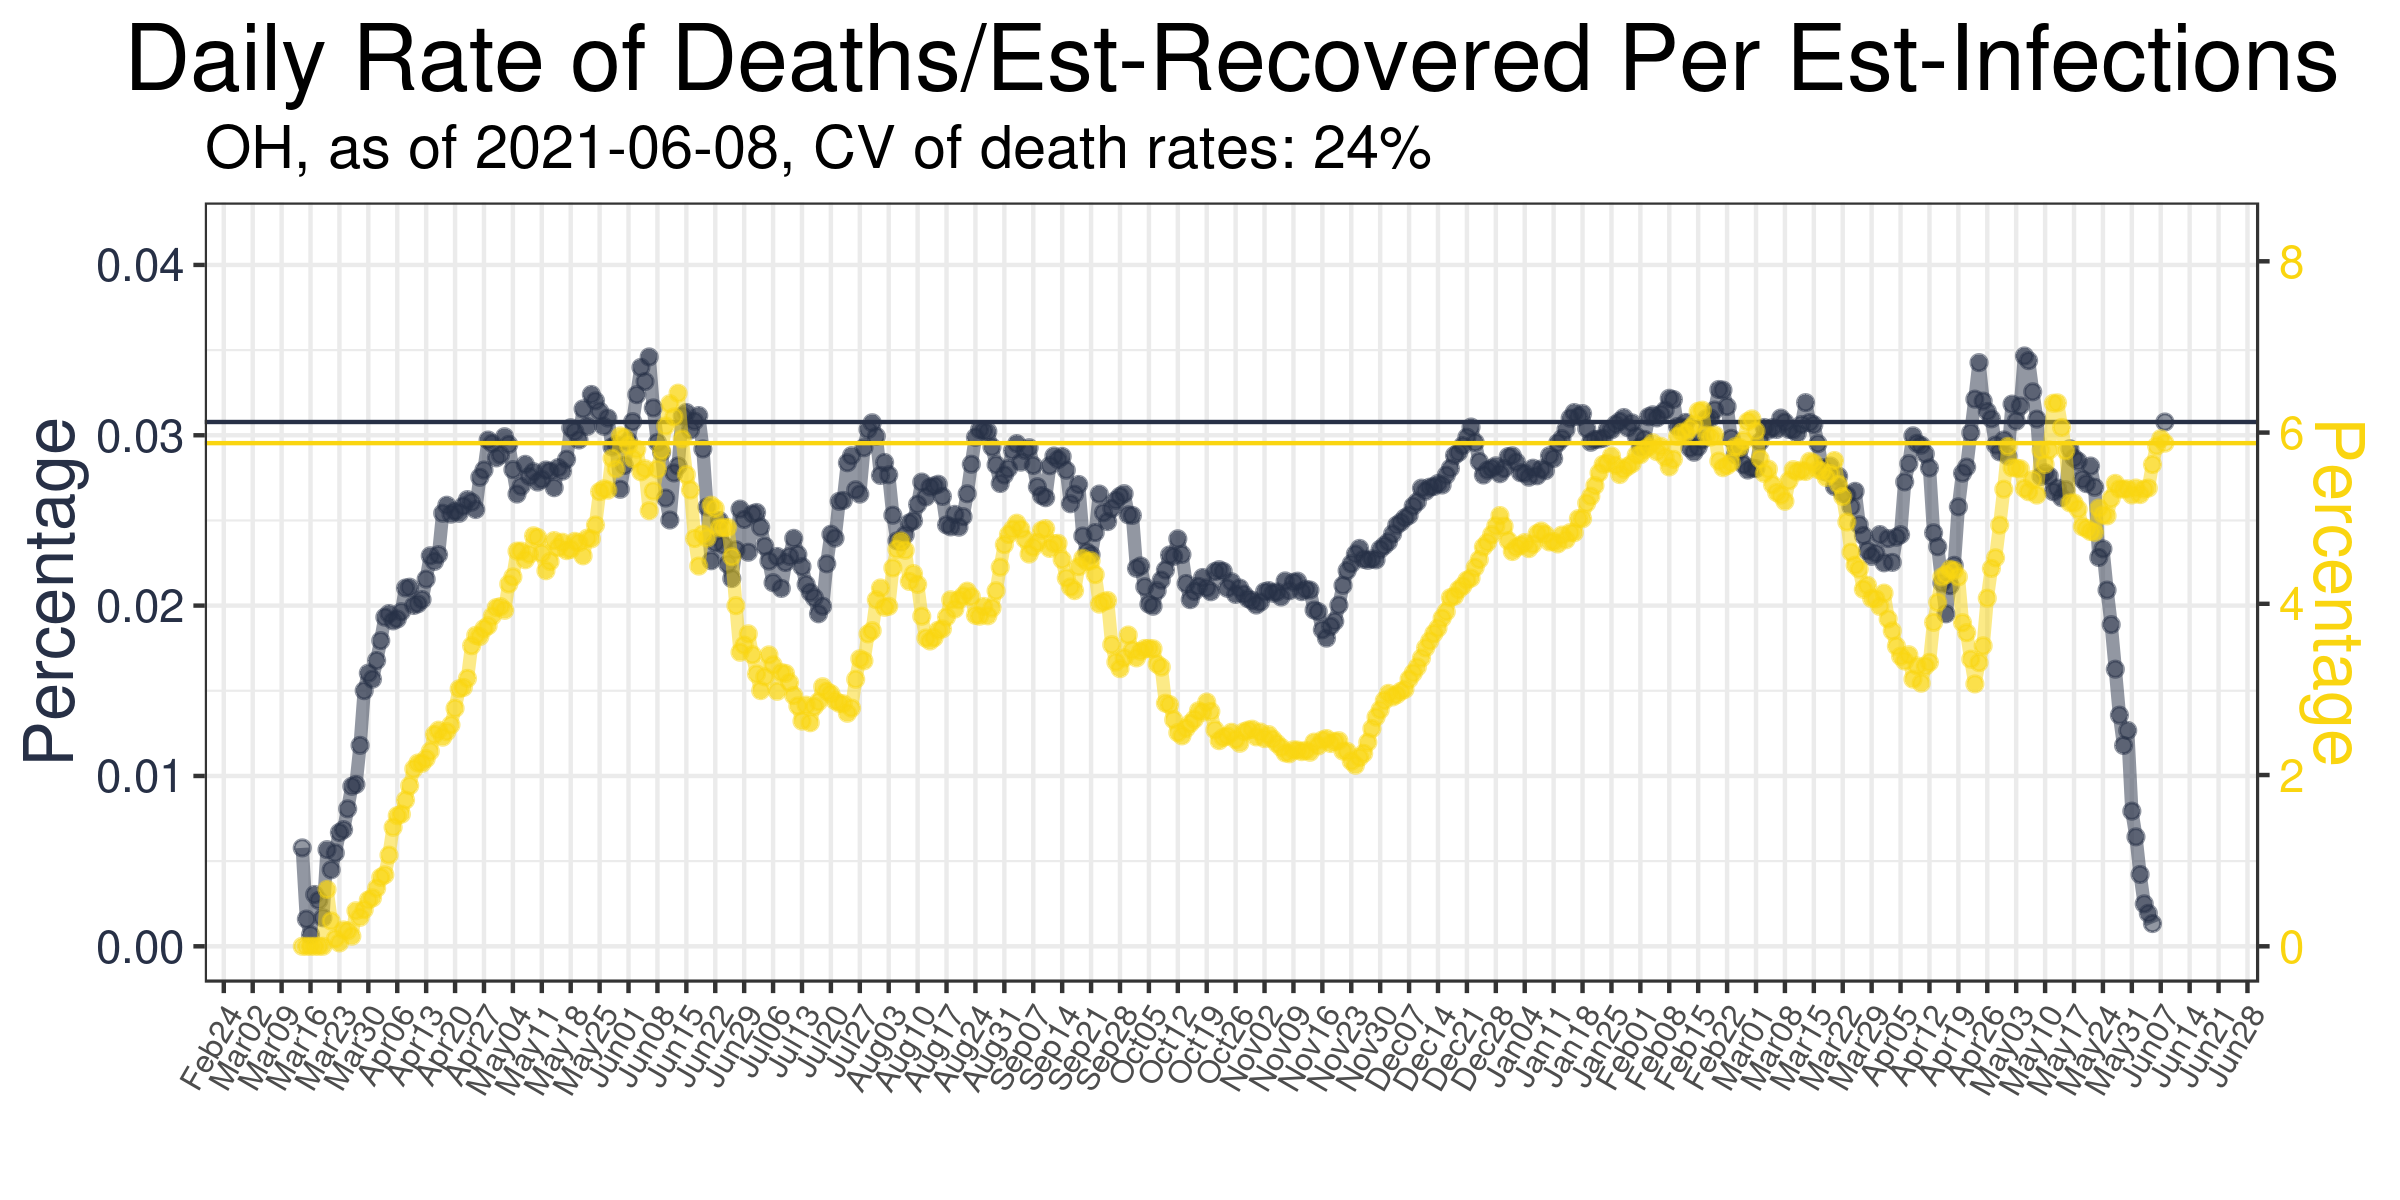 Daily Rate of Deaths/Est-Recovered Per Est-Infections
OH, as of 2021-06-08, CV of death rates: 24%
Percentage
0.04
0.03
0.02
0.01
0.00
8
6
4
2
0
Percentage
Feb24
Mar02
Mar09
Mar16
Mar23
Mar30
Apr06
Apr13
Apr20
Apr27
May04
May11
May18
May25
Jun01
Jun08
Jun15
Jun22
Jun29
Jul06
Jul13
Jul20
Jul27
Aug03
Aug10
Aug17
Aug24
Aug31
Sep07
Sep14
Sep21
Sep28
Oct05
Oct12
Oct19
Oct26
Nov02
Nov09
Nov16
Nov23
Nov30
Dec07
Dec14
Dec21
Dec28
Jan04
Jan11
Jan18
Jan25
Feb01
Feb08
Feb15
Feb22
Mar01
Mar08
Mar15
Mar22
Mar29
Apr05
Apr12
Apr19
Apr26
May03
May10
May17
May24
May31
Jun07
Jun14
Jun21
Jun28